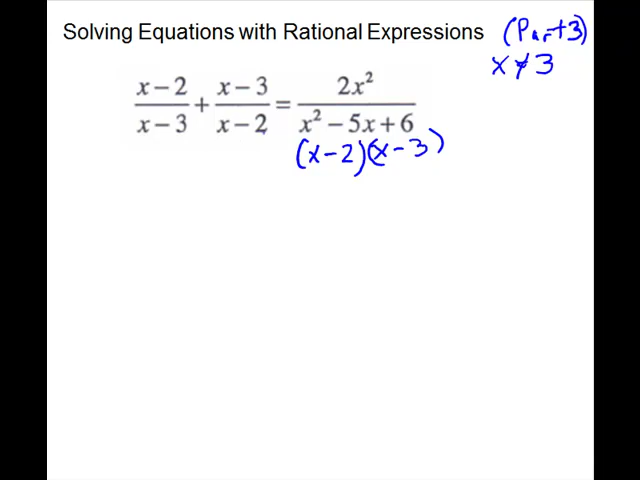 Solving Equations with Rational Expressions (Part 3)
x ≠ 3
x − 2 / x − 3 + x − 3 / x − 2 = 2x² / x² − 5x + 6
(x − 2)(x − 3)